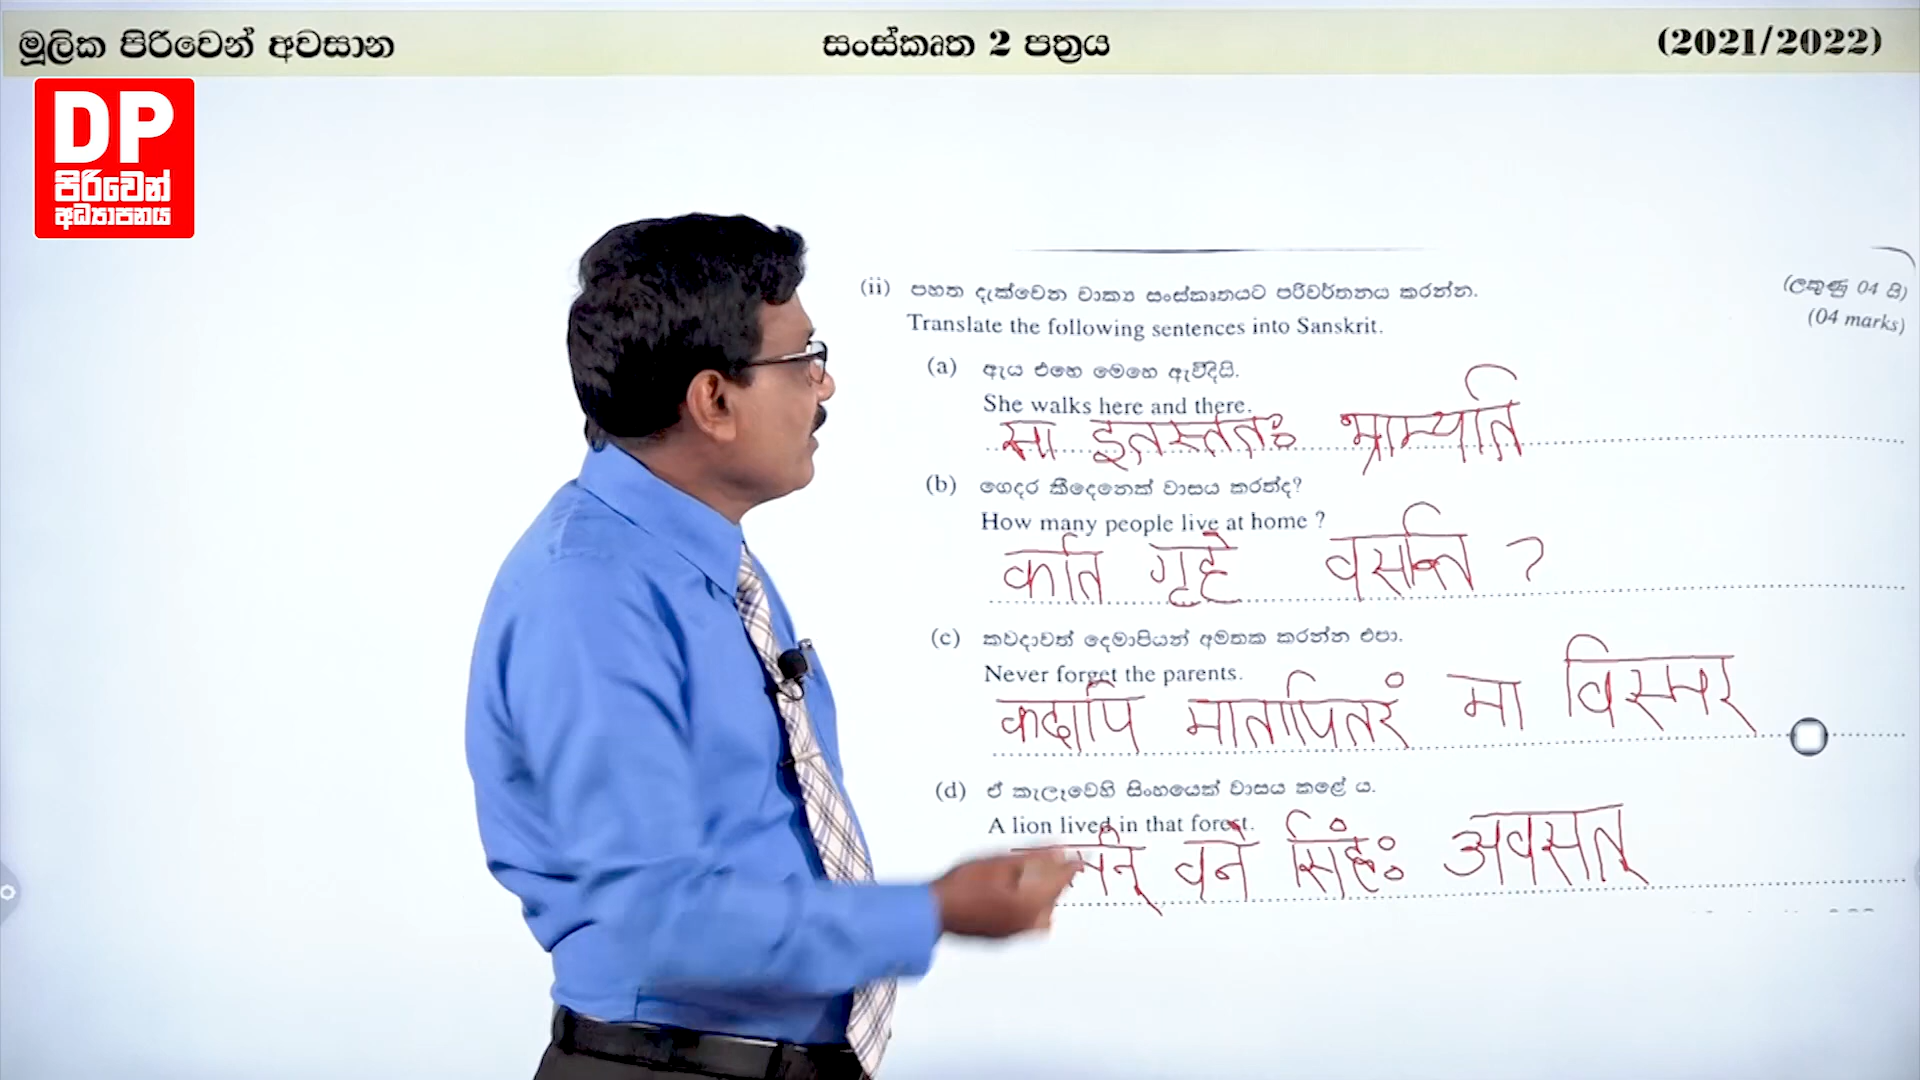 මූලික පිරිවෙන් අවසාන
සංස්කෘත 2 පත්‍රය
(2021/2022)
DP
පිරිවෙන්
අධ්‍යාපනය
(ii) පහත දැක්වෙන වාක්‍ය සංස්කෘතයට පරිවර්තනය කරන්න.
(ලකුණු 04 යි)
Translate the following sentences into Sanskrit.
(04 marks)
(a) ඇය එහෙ මෙහෙ ඇවිදියි.
She walks here and there.
सा इतस्ततः भ्राम्यति
(b) ගෙදර කීදෙනෙක් වාසය කරත්ද?
How many people live at home ?
कति गृहे वसन्ति ?
(c) කවදාවත් දෙමාපියන් අමතක කරන්න එපා.
Never forget the parents.
कदापि मातापितरं मा विस्मर
(d) ඒ කැලෑවෙහි සිංහයෙක් වාසය කළේ ය.
A lion lived in that forest.
वने सिंहः अवसत्